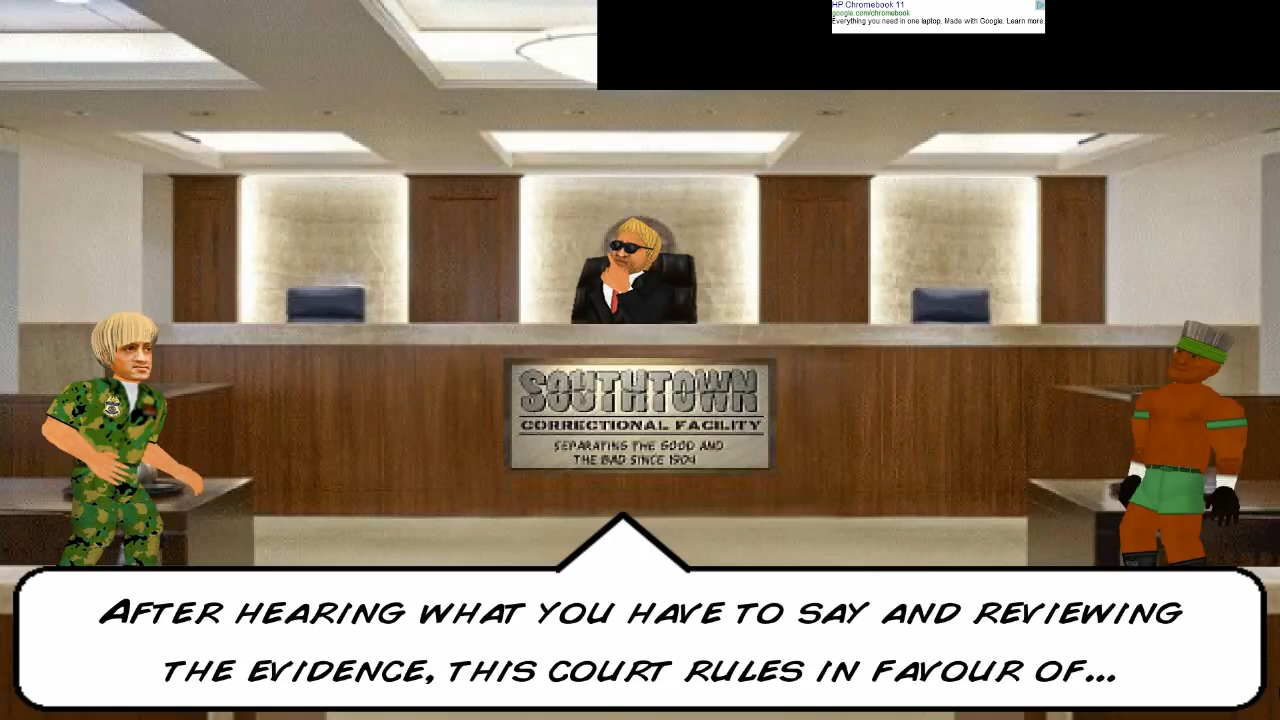 HP Chromebook 11
google.com/chromebook
Everything you need in one laptop. Made with Google. Learn more.
SOUTHTOWN
CORRECTIONAL FACILITY
SEPARATING THE GOOD AND
THE BAD SINCE 1904
AFTER HEARING WHAT YOU HAVE TO SAY AND REVIEWING
THE EVIDENCE, THIS COURT RULES IN FAVOUR OF...